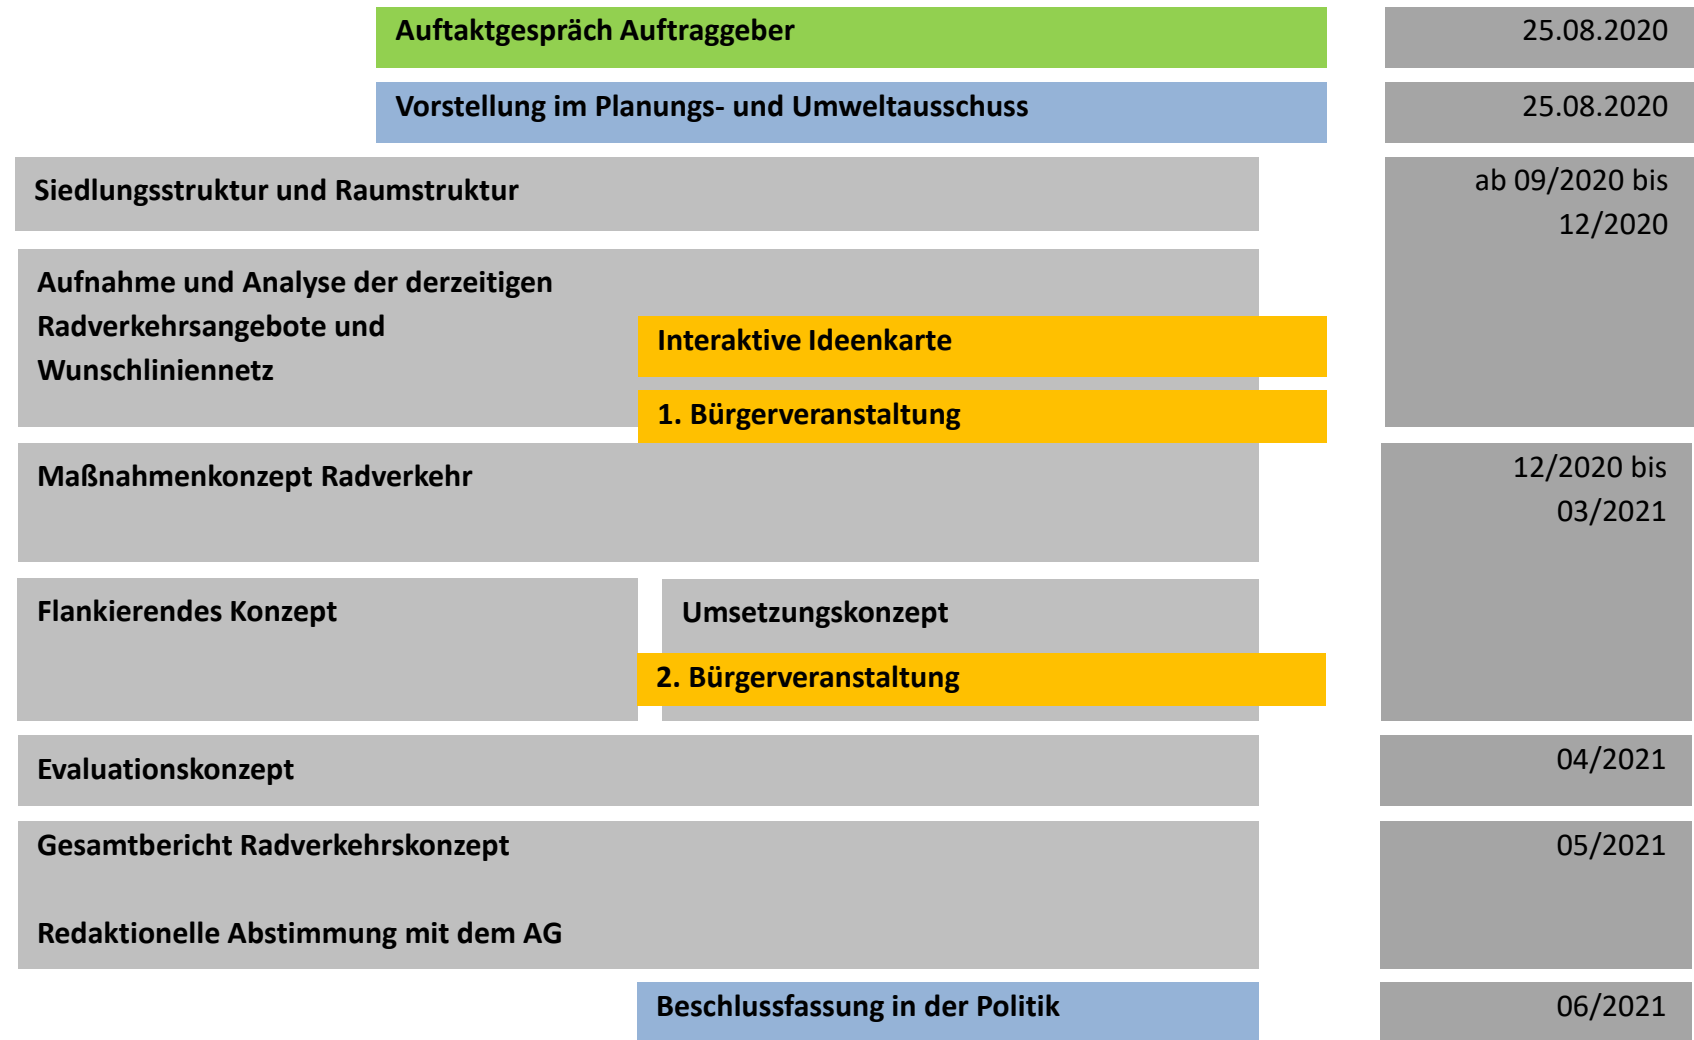 Auftaktgespräch Auftraggeber
25.08.2020
Vorstellung im Planungs- und Umweltausschuss
25.08.2020
Siedlungsstruktur und Raumstruktur
ab 09/2020 bis
12/2020
Aufnahme und Analyse der derzeitigen
Radverkehrsangebote und
Wunschliniennetz
Interaktive Ideenkarte
1. Bürgerveranstaltung
Maßnahmenkonzept Radverkehr
12/2020 bis
03/2021
Flankierendes Konzept
Umsetzungskonzept
2. Bürgerveranstaltung
Evaluationskonzept
04/2021
Gesamtbericht Radverkehrskonzept
05/2021
Redaktionelle Abstimmung mit dem AG
Beschlussfassung in der Politik
06/2021